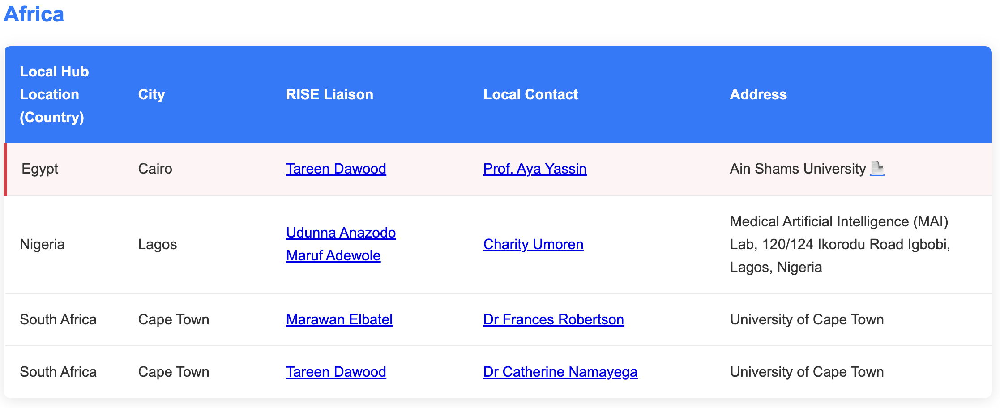 Africa
Local Hub
Location
(Country)
City
RISE Liaison
Local Contact
Address
Egypt
Cairo
Tareen Dawood
Prof. Aya Yassin
Ain Shams University
Nigeria
Lagos
Udunna Anazodo
Maruf Adewole
Charity Umoren
Medical Artificial Intelligence (MAI)
Lab, 120/124 Ikorodu Road Igbobi,
Lagos, Nigeria
South Africa
Cape Town
Marawan Elbatel
Dr Frances Robertson
University of Cape Town
South Africa
Cape Town
Tareen Dawood
Dr Catherine Namayega
University of Cape Town